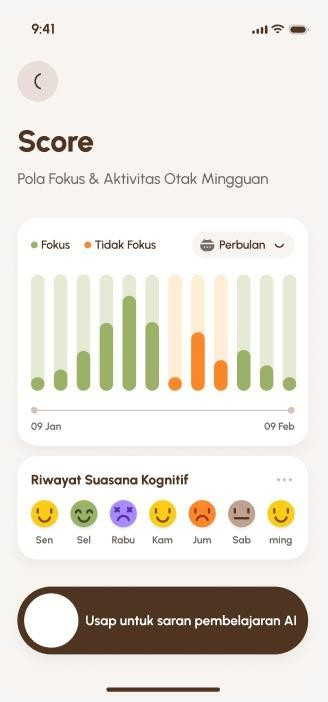 9:41
Score
Pola Fokus & Aktivitas Otak Mingguan
Fokus Tidak Fokus Perbulan
09 Jan 09 Feb
Riwayat Suasana Kognitif
Sen Sel Rabu Kam Jum Sab ming
Usap untuk saran pembelajaran AI